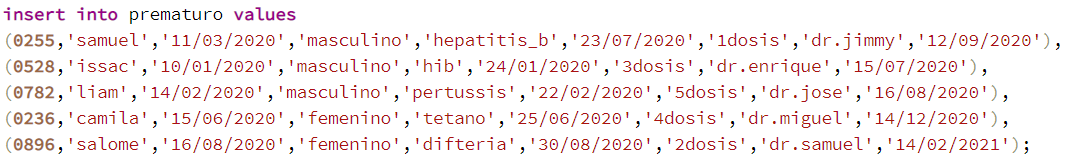 insert into prematuro values
(0255,'samuel','11/03/2020','masculino','hepatitis_b','23/07/2020','1dosis','dr.jimmy','12/09/2020'),
(0528,'issac','10/01/2020','masculino','hib','24/01/2020','3dosis','dr.enrique','15/07/2020'),
(0782,'liam','14/02/2020','masculino','pertussis','22/02/2020','5dosis','dr.jose','16/08/2020'),
(0236,'camila','15/06/2020','femenino','tetano','25/06/2020','4dosis','dr.miguel','14/12/2020'),
(0896,'salome','16/08/2020','femenino','difteria','30/08/2020','2dosis','dr.samuel','14/02/2021');